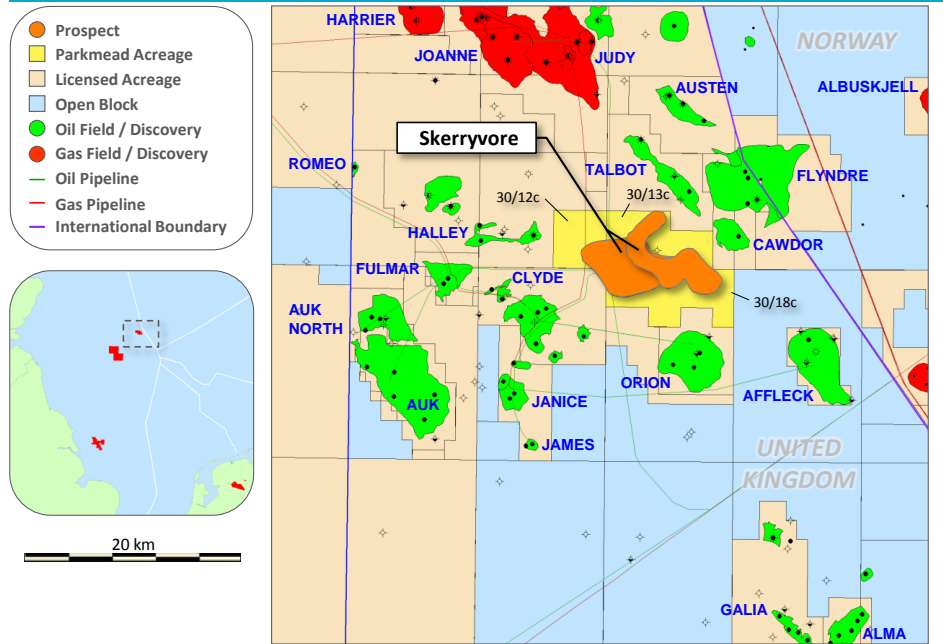 Prospect
Parkmead Acreage
Licensed Acreage
Open Block
Oil Field / Discovery
Gas Field / Discovery
Oil Pipeline
Gas Pipeline
International Boundary
20 km
HARRIER
JOANNE
JUDY
NORWAY
AUSTEN
ALBUSKJELL
Skerryvore
ROMEO
TALBOT
FLYNDRE
30/12c
30/13c
HALLEY
CAWDOR
FULMAR
CLYDE
AUK
NORTH
30/18c
ORION
AFFLECK
AUK
JANICE
JAMES
UNITED
KINGDOM
GALIA
ALMA